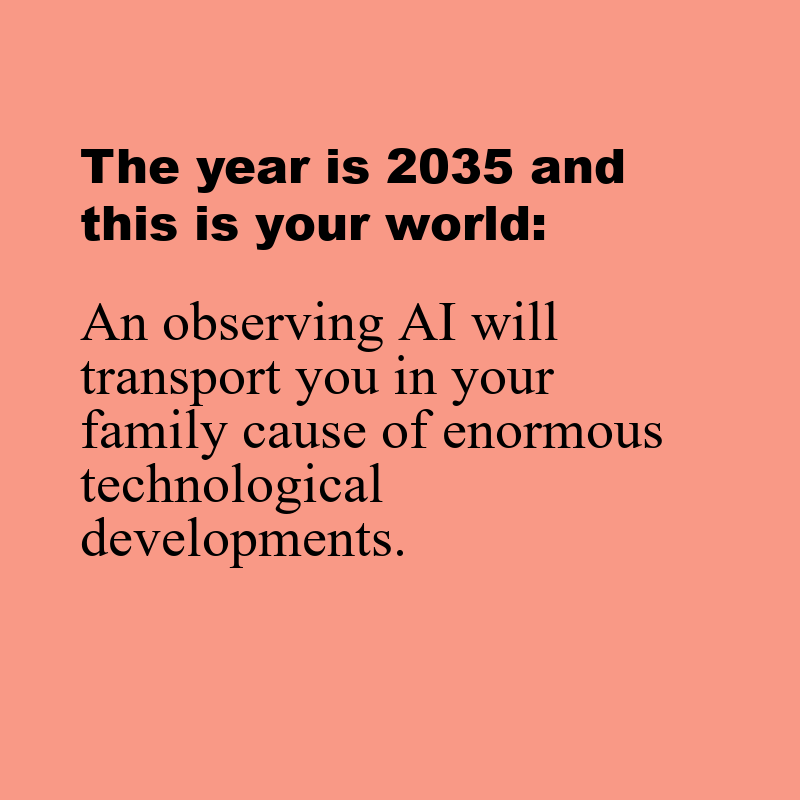 The year is 2035 and
this is your world:
An observing AI will
transport you in your
family cause of enormous
technological
developments.